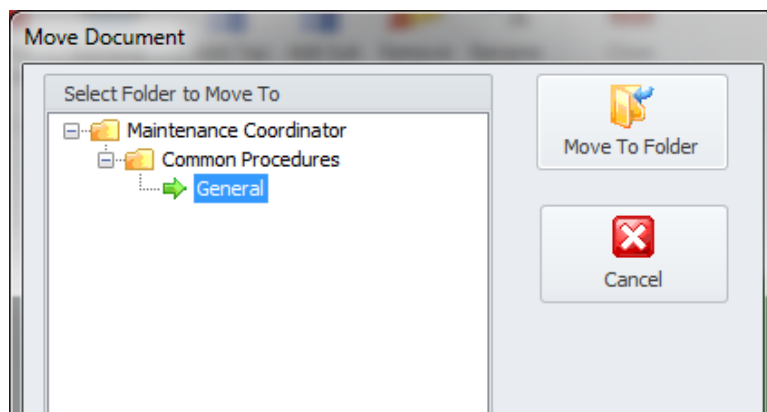 Move Document
Select Folder to Move To
Maintenance Coordinator
Common Procedures
General
Move To Folder
Cancel